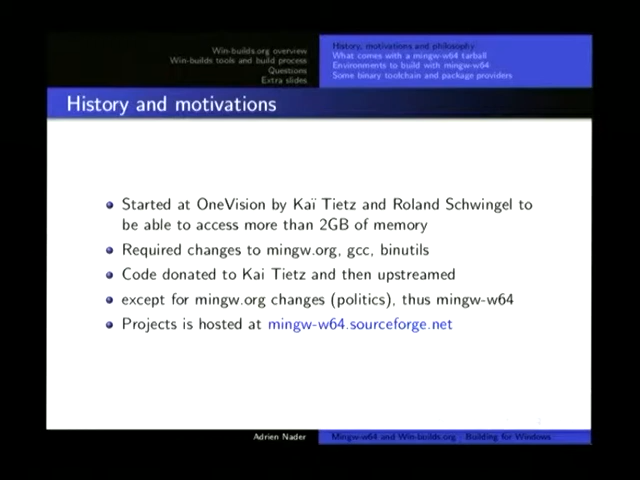 Win-builds.org overview
Win-builds tools and build process
Questions
Extra slides
History, motivations and philosophy
What comes with a mingw-w64 tarball
Environments to build with mingw-w64
Some binary toolchain and package providers
History and motivations
Started at OneVision by Kaï Tietz and Roland Schwingel to
be able to access more than 2GB of memory
Required changes to mingw.org, gcc, binutils
Code donated to Kai Tietz and then upstreamed
except for mingw.org changes (politics), thus mingw-w64
Projects is hosted at mingw-w64.sourceforge.net
Adrien Nader
Mingw-w64 and Win-builds.org - Building for Windows